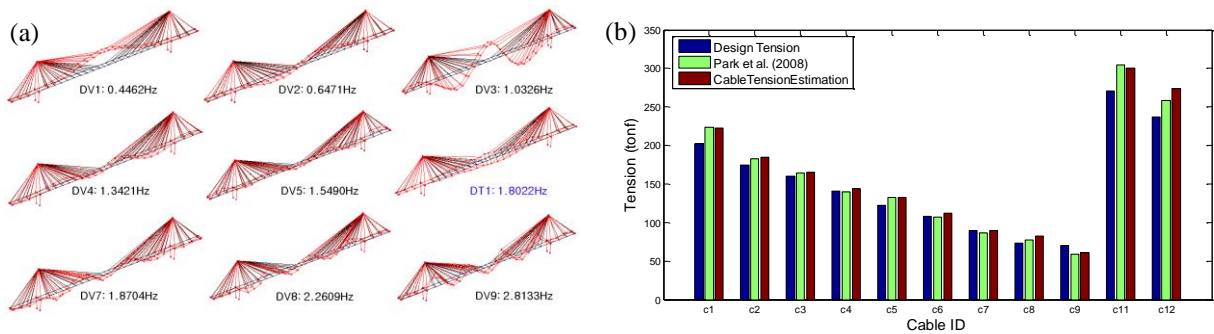 (a)
DV1: 0.4462Hz
DV2: 0.6471Hz
DV3: 1.0326Hz
DV4: 1.3421Hz
DV5: 1.5490Hz
DT1: 1.8022Hz
DV7: 1.8704Hz
DV8: 2.2609Hz
DV9: 2.8133Hz
(b)
Design Tension
Park et al. (2008)
CableTensionEstimation
Tension (tonf)
350
300
250
200
150
100
50
0
c1 c2 c3 c4 c5 c6 c7 c8 c9 c11 c12
Cable ID